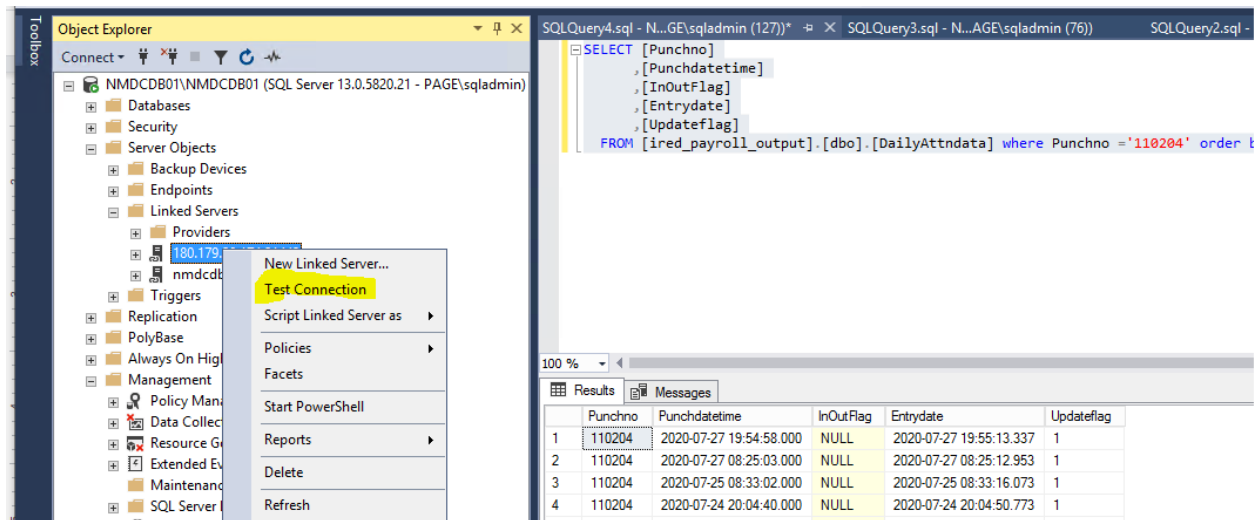 Toolbox
Object Explorer
Connect
NMDCDB01\NMDCDB01 (SQL Server 13.0.5820.21 - PAGE\sqladmin)
Databases
Security
Server Objects
Backup Devices
Endpoints
Linked Servers
Providers
180.179.
nmdcdb
Triggers
Replication
PolyBase
Always On High
Management
Policy Mana
Data Collec
Resource G
Extended Ev
Maintenanc
SQL Server
New Linked Server...
Test Connection
Script Linked Server as
Policies
Facets
Start PowerShell
Reports
Delete
Refresh
SQLQuery4.sql - N...GE\sqladmin (127))* SQLQuery3.sql - N...AGE\sqladmin (76)) SQLQuery2.sql -
SELECT [Punchno]
,[Punchdatetime]
,[InOutFlag]
,[Entrydate]
,[Updateflag]
FROM [ired_payroll_output].[dbo].[DailyAttndata] where Punchno ='110204' order b
100 %
Results Messages
Punchno Punchdatetime InOutFlag Entrydate Updateflag
1 110204 2020-07-27 19:54:58.000 NULL 2020-07-27 19:55:13.337 1
2 110204 2020-07-27 08:25:03.000 NULL 2020-07-27 08:25:12.953 1
3 110204 2020-07-25 08:33:02.000 NULL 2020-07-25 08:33:16.073 1
4 110204 2020-07-24 20:04:40.000 NULL 2020-07-24 20:04:50.773 1